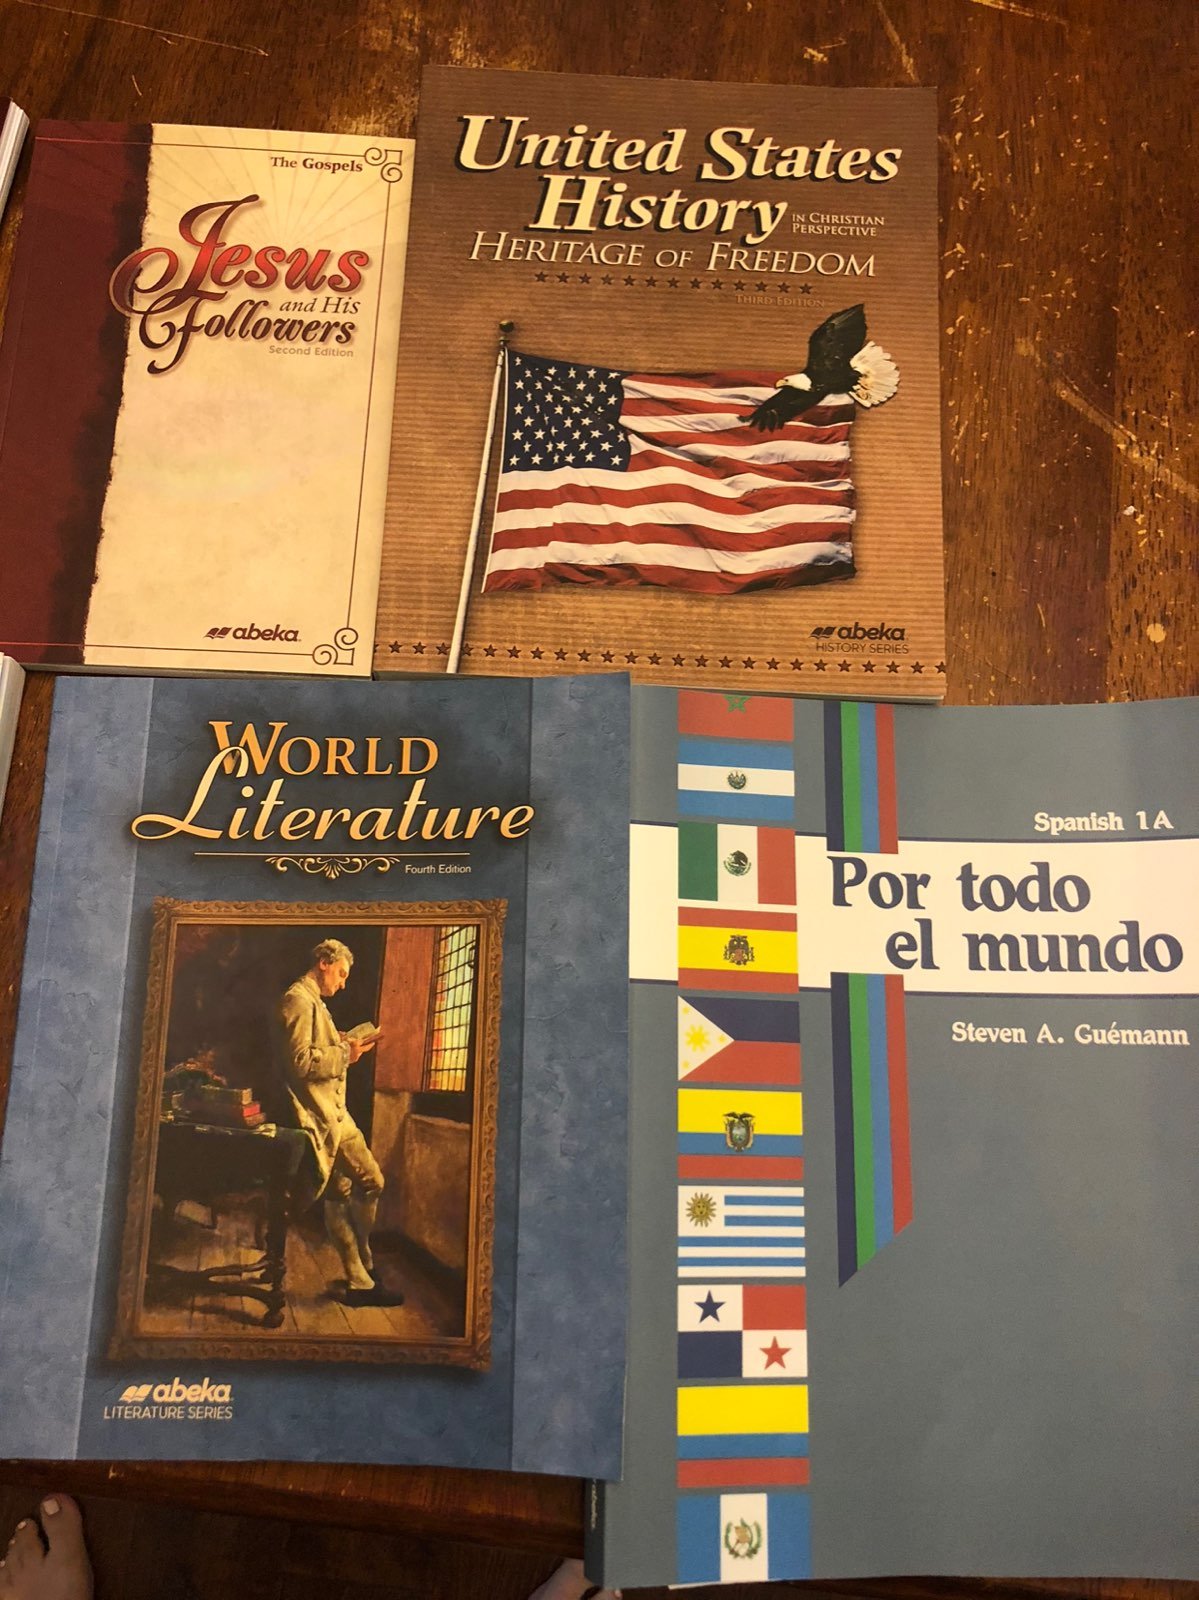 The Gospels
Jesus
and His
Followers
Second Edition
abeka
United States
History
IN CHRISTIAN
PERSPECTIVE
HERITAGE OF FREEDOM
THIRD EDITION
abeka
HISTORY SERIES
WORLD
Literature
Fourth Edition
abeka
LITERATURE SERIES
Spanish 1A
Por todo
el mundo
Steven A. Guémann